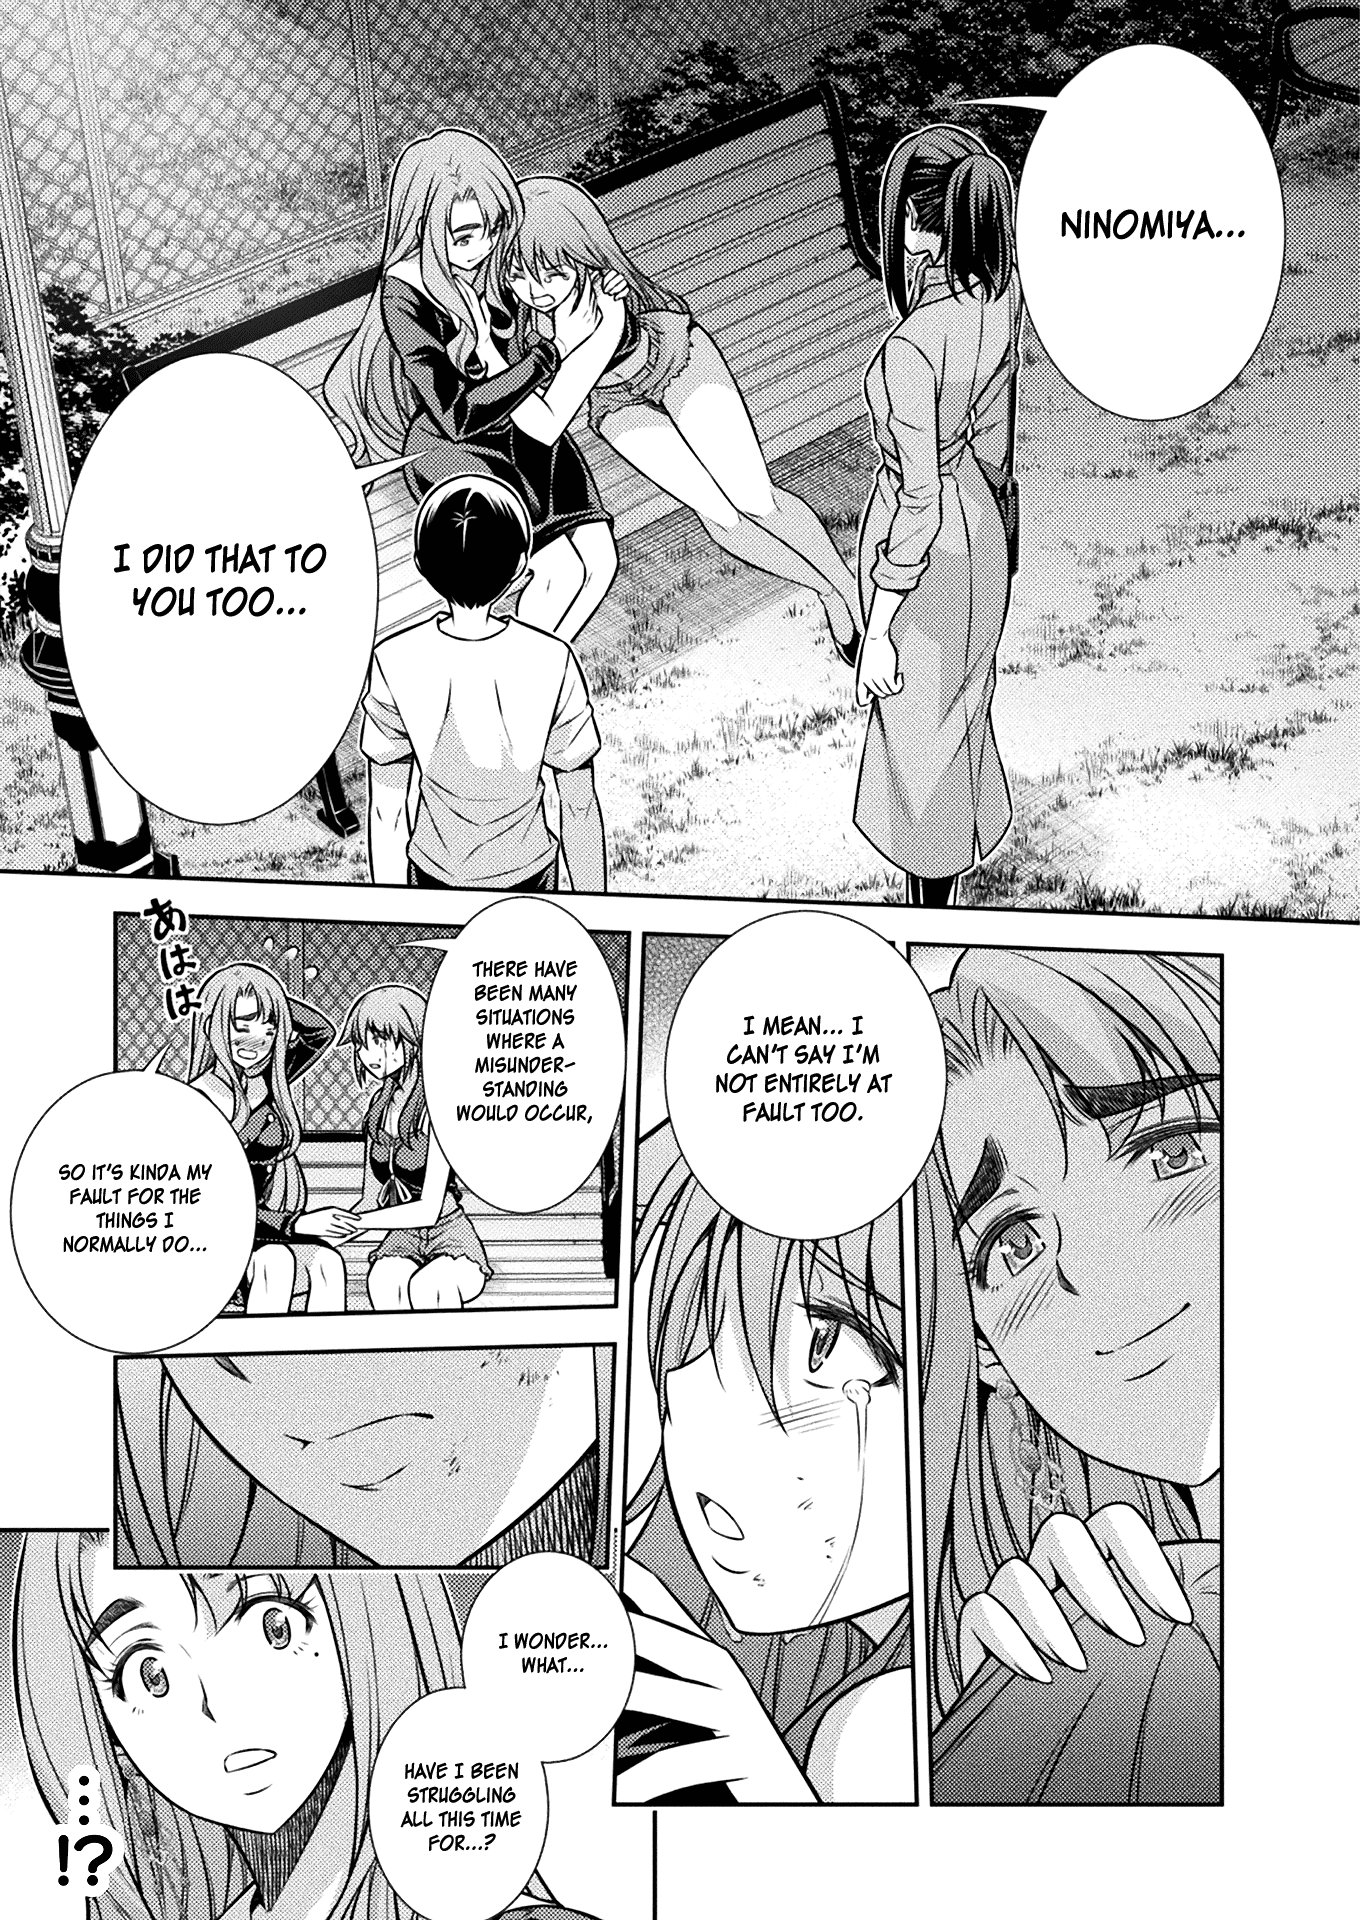 NINOMIYA...
I DID THAT TO
YOU TOO...
I MEAN... I
CAN'T SAY I'M
NOT ENTIRELY AT
FAULT TOO.
THERE HAVE
BEEN MANY
SITUATIONS
WHERE A
MISUNDER-
STANDING
WOULD OCCUR,
あはは
SO IT'S KINDA MY
FAULT FOR THE
THINGS I
NORMALLY DO...
I WONDER...
WHAT...
HAVE I BEEN
STRUGGLING
ALL THIS TIME
FOR...?
...
!?